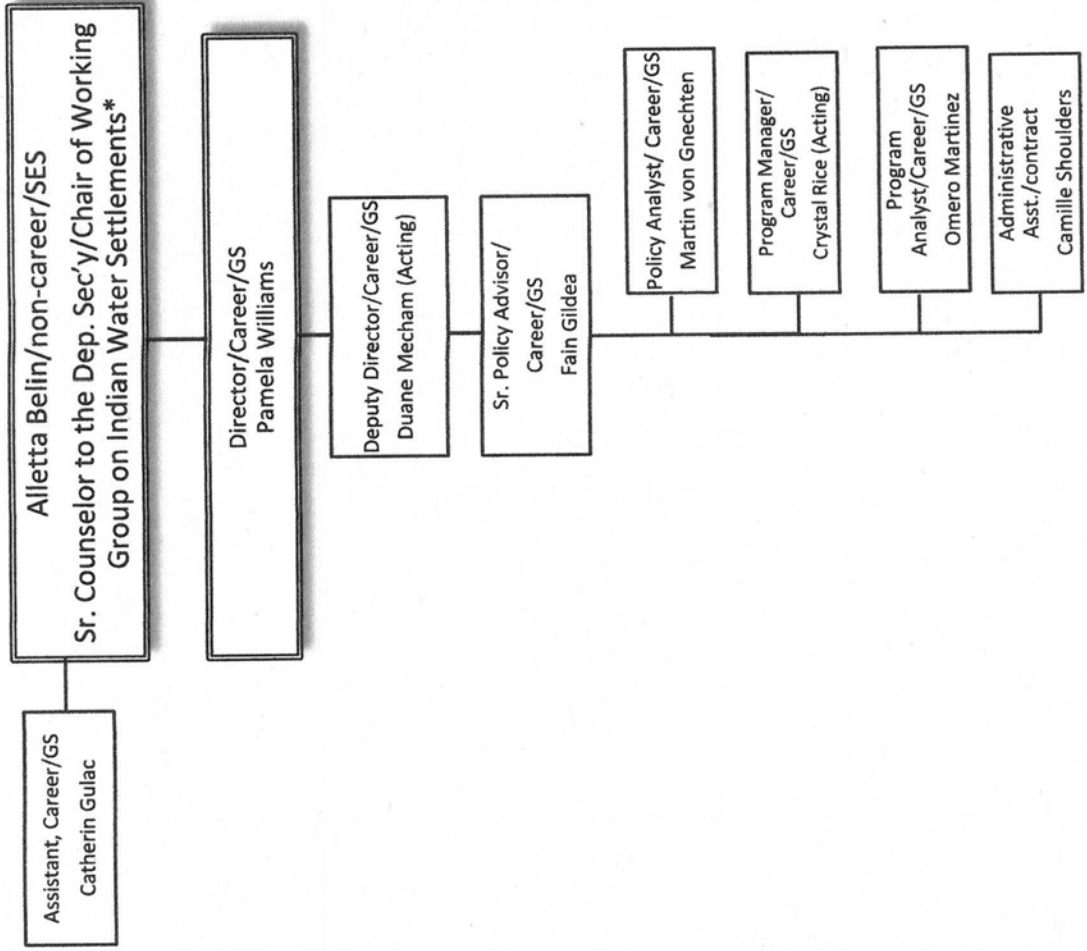 Alletta Belin/non-career/SES
Sr. Counselor to the Dep. Sec'y/Chair of Working
Group on Indian Water Settlements*
Assistant, Career/GS
Catherin Gulac
Director/Career/GS
Pamela Williams
Deputy Director/Career/GS
Duane Mecham (Acting)
Sr. Policy Advisor/
Career/GS
Fain Gildea
Policy Analyst/ Career/GS
Martin von Gnechten
Program Manager/
Career/GS
Crystal Rice (Acting)
Program
Analyst/Career/GS
Omero Martinez
Administrative
Asst./contract
Camille Shoulders